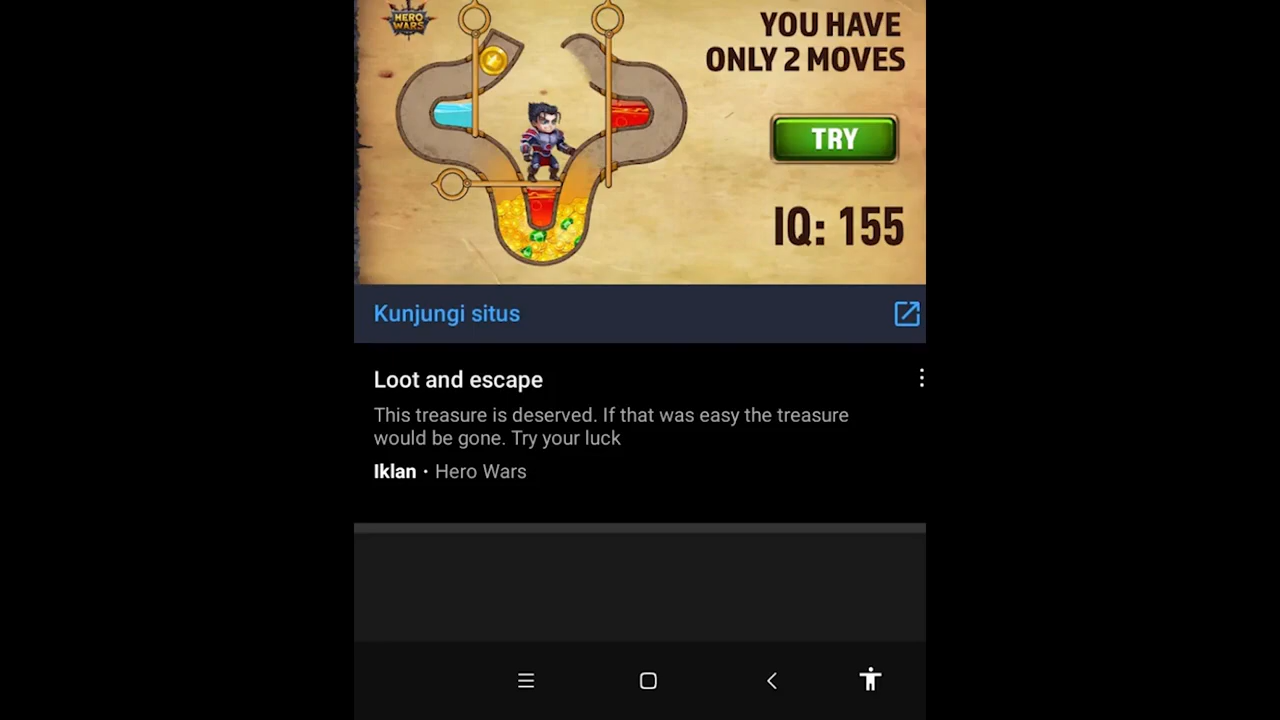 HERO
WARS
YOU HAVE
ONLY 2 MOVES
TRY
IQ: 155
Kunjungi situs
Loot and escape
This treasure is deserved. If that was easy the treasure
would be gone. Try your luck
Iklan · Hero Wars